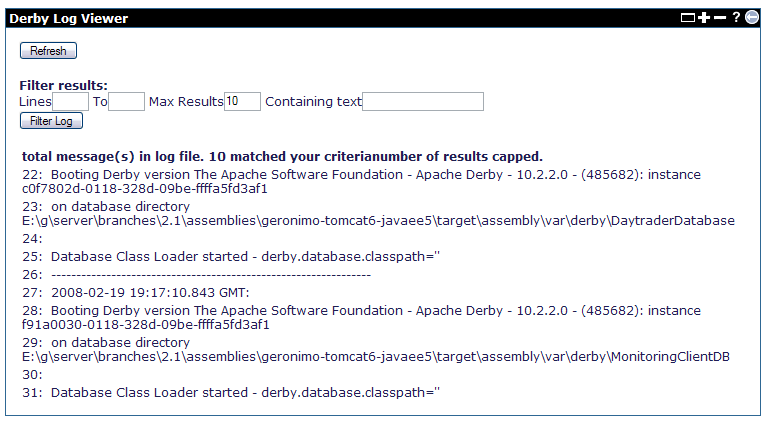 Derby Log Viewer ?
Refresh
Filter results:
Lines To Max Results 10 Containing text
Filter Log
total message(s) in log file. 10 matched your criterianumber of results capped.
22: Booting Derby version The Apache Software Foundation - Apache Derby - 10.2.2.0 - (485682): instance
c0f7802d-0118-328d-09be-ffffa5fd3af1
23: on database directory
E:\g\server\branches\2.1\assemblies\geronimo-tomcat6-javaee5\target\assembly\var\derby\DaytraderDatabase
24:
25: Database Class Loader started - derby.database.classpath=''
26: ----------------------------------------------------------------
27: 2008-02-19 19:17:10.843 GMT:
28: Booting Derby version The Apache Software Foundation - Apache Derby - 10.2.2.0 - (485682): instance
f91a0030-0118-328d-09be-ffffa5fd3af1
29: on database directory
E:\g\server\branches\2.1\assemblies\geronimo-tomcat6-javaee5\target\assembly\var\derby\MonitoringClientDB
30:
31: Database Class Loader started - derby.database.classpath=''